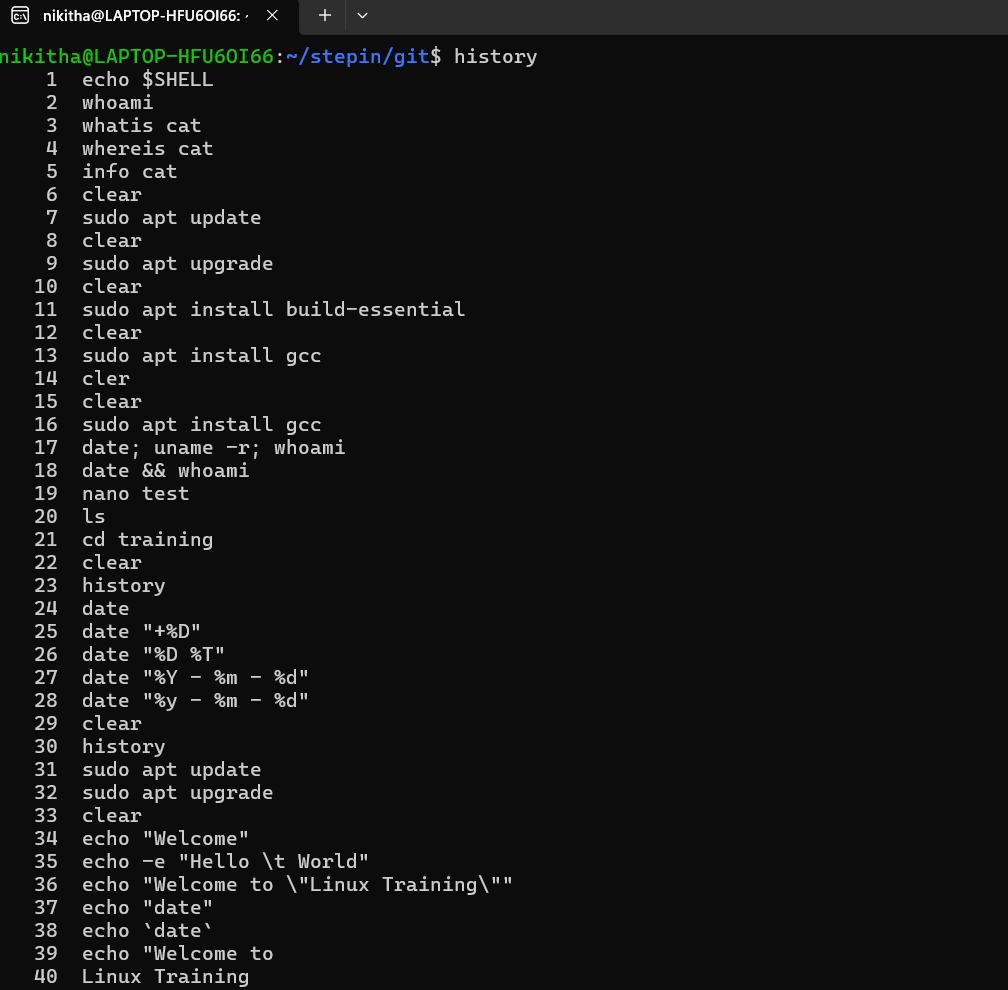 nikitha@LAPTOP-HFU6OI66: ~
nikitha@LAPTOP-HFU6OI66:~/stepin/git$ history
1 echo $SHELL
2 whoami
3 whatis cat
4 whereis cat
5 info cat
6 clear
7 sudo apt update
8 clear
9 sudo apt upgrade
10 clear
11 sudo apt install build-essential
12 clear
13 sudo apt install gcc
14 cler
15 clear
16 sudo apt install gcc
17 date; uname -r; whoami
18 date && whoami
19 nano test
20 ls
21 cd training
22 clear
23 history
24 date
25 date "+%D"
26 date "%D %T"
27 date "%Y - %m - %d"
28 date "%y - %m - %d"
29 clear
30 history
31 sudo apt update
32 sudo apt upgrade
33 clear
34 echo "Welcome"
35 echo -e "Hello \t World"
36 echo "Welcome to \"Linux Training\""
37 echo "date"
38 echo `date`
39 echo "Welcome to
40 Linux Training